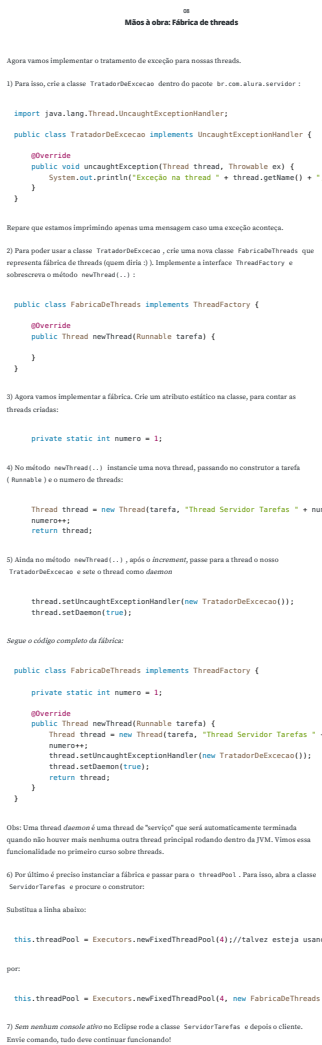 08
Mãos à obra: Fábrica de threads
Agora vamos implementar o tratamento de exceção para nossas threads.
1) Para isso, crie a classe TratadorDeExcecao dentro do pacote br.com.alura.servidor :
import java.lang.Thread.UncaughtExceptionHandler;
public class TratadorDeExcecao implements UncaughtExceptionHandler {
@Override
public void uncaughtException(Thread thread, Throwable ex) {
System.out.println("Exceção na thread " + thread.getName() + "
}
}
Repare que estamos imprimindo apenas uma mensagem caso uma exceção aconteça.
2) Para poder usar a classe TratadorDeExcecao , crie uma nova classe FabricaDeThreads que
representa fábrica de threads (quem diria :) ). Implemente a interface ThreadFactory e
sobrescreva o método newThread(..) :
public class FabricaDeThreads implements ThreadFactory {
@Override
public Thread newThread(Runnable tarefa) {
}
}
3) Agora vamos implementar a fábrica. Crie um atributo estático na classe, para contar as
threads criadas:
private static int numero = 1;
4) No método newThread(..) instancie uma nova thread, passando no construtor a tarefa
( Runnable ) e o numero de threads:
Thread thread = new Thread(tarefa, "Thread Servidor Tarefas " + nu
numero++;
return thread;
5) Ainda no método newThread(..) , após o increment, passe para a thread o nosso
TratadorDeExcecao e sete o thread como daemon
thread.setUncaughtExceptionHandler(new TratadorDeExcecao());
thread.setDaemon(true);
Segue o código completo da fábrica:
public class FabricaDeThreads implements ThreadFactory {
private static int numero = 1;
@Override
public Thread newThread(Runnable tarefa) {
Thread thread = new Thread(tarefa, "Thread Servidor Tarefas " +
numero++;
thread.setUncaughtExceptionHandler(new TratadorDeExcecao());
thread.setDaemon(true);
return thread;
}
}
Obs: Uma thread daemon é uma thread de "serviço" que será automaticamente terminada
quando não houver mais nenhuma outra thread principal rodando dentro da JVM. Vimos essa
funcionalidade no primeiro curso sobre threads.
6) Por último é preciso instanciar a fábrica e passar para o threadPool . Para isso, abra a classe
ServidorTarefas e procure o construtor:
Substitua a linha abaixo:
this.threadPool = Executors.newFixedThreadPool(4);//talvez esteja usan
por:
this.threadPool = Executors.newFixedThreadPool(4, new FabricaDeThreads
7) Sem nenhum console ativo no Eclipse rode a classe ServidorTarefas e depois o cliente.
Envie comando, tudo deve continuar funcionando!